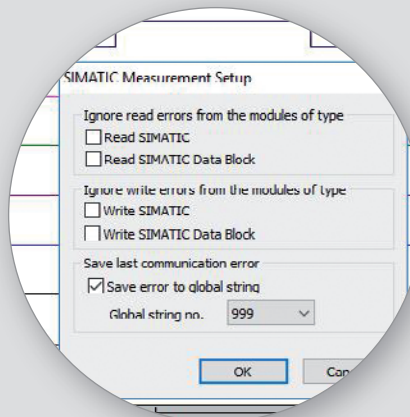 SIMATIC Measurement Setup
Ignore read errors from the modules of type
Read SIMATIC
Read SIMATIC Data Block
Ignore write errors from the modules of type
Write SIMATIC
Write SIMATIC Data Block
Save last communication error
Save error to global string
Global string no. 999
OK Can